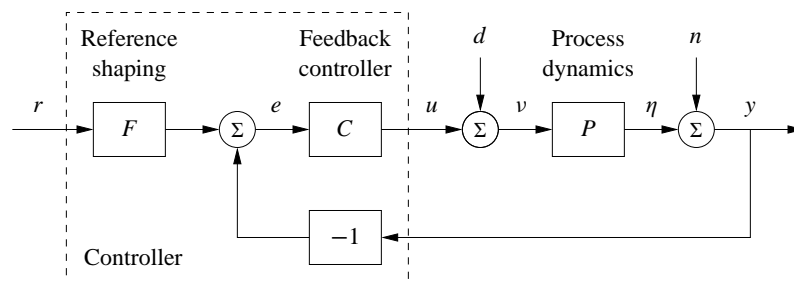 Reference
shaping
Feedback
controller
d
Process
dynamics
n
r
F
Σ
e
C
u
Σ
ν
P
η
Σ
y
−1
Controller